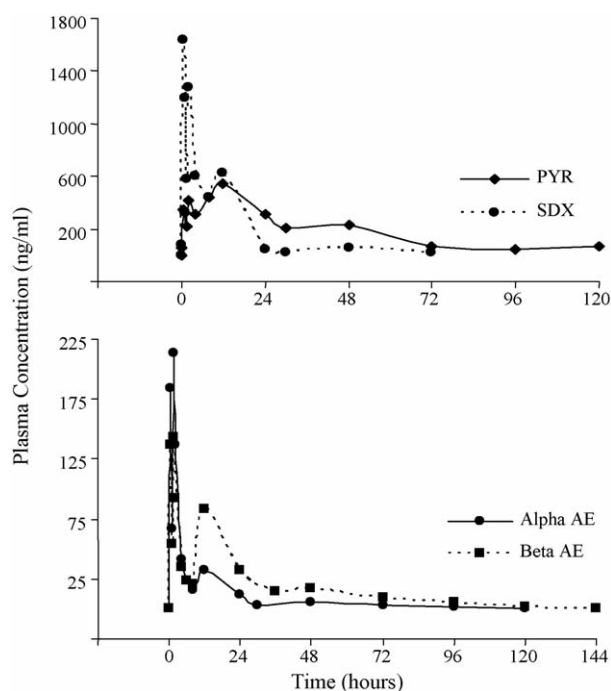 Plasma Concentration (ng/ml)
1800
1400
1000
600
200
PYR
SDX
0 24 48 72 96 120
225
175
125
75
25
Alpha AE
Beta AE
0 24 48 72 96 120 144
Time (hours)